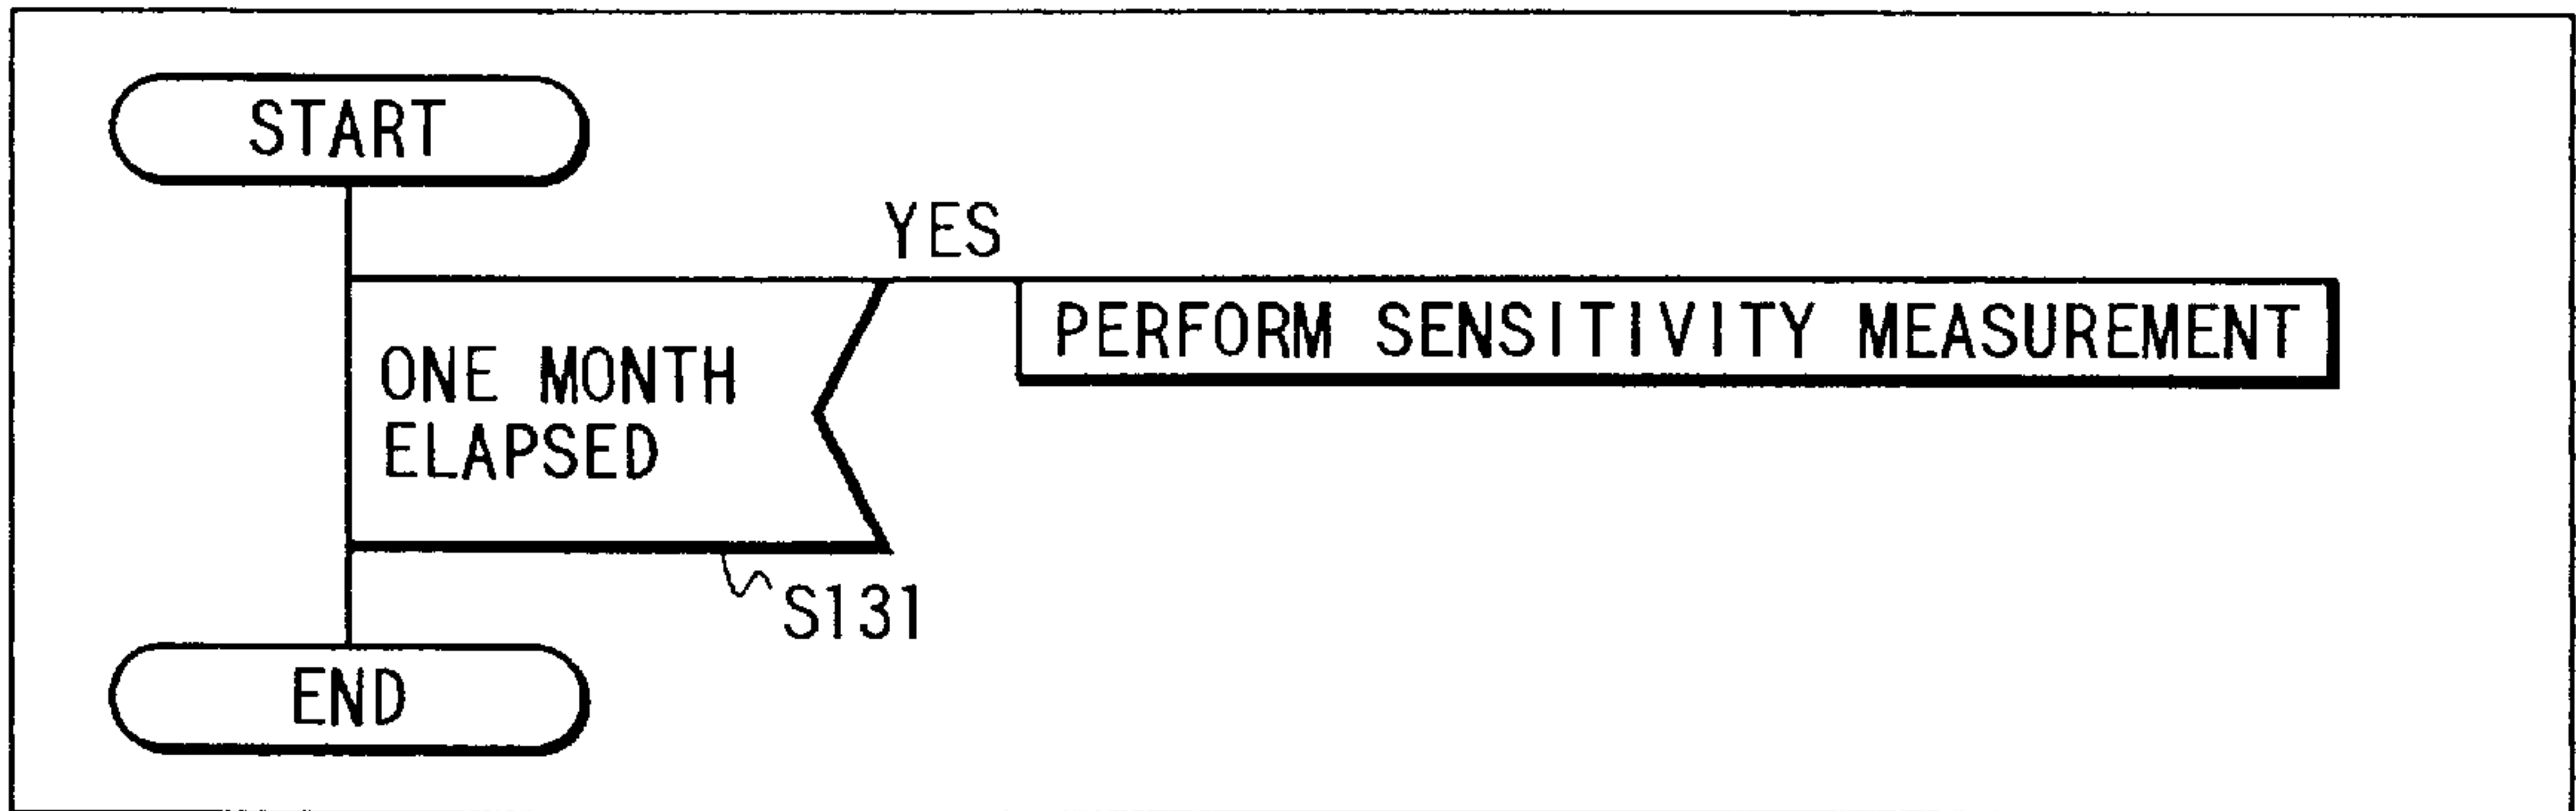 START
YES
PERFORM SENSITIVITY MEASUREMENT
ONE MONTH
ELAPSED
S131
END